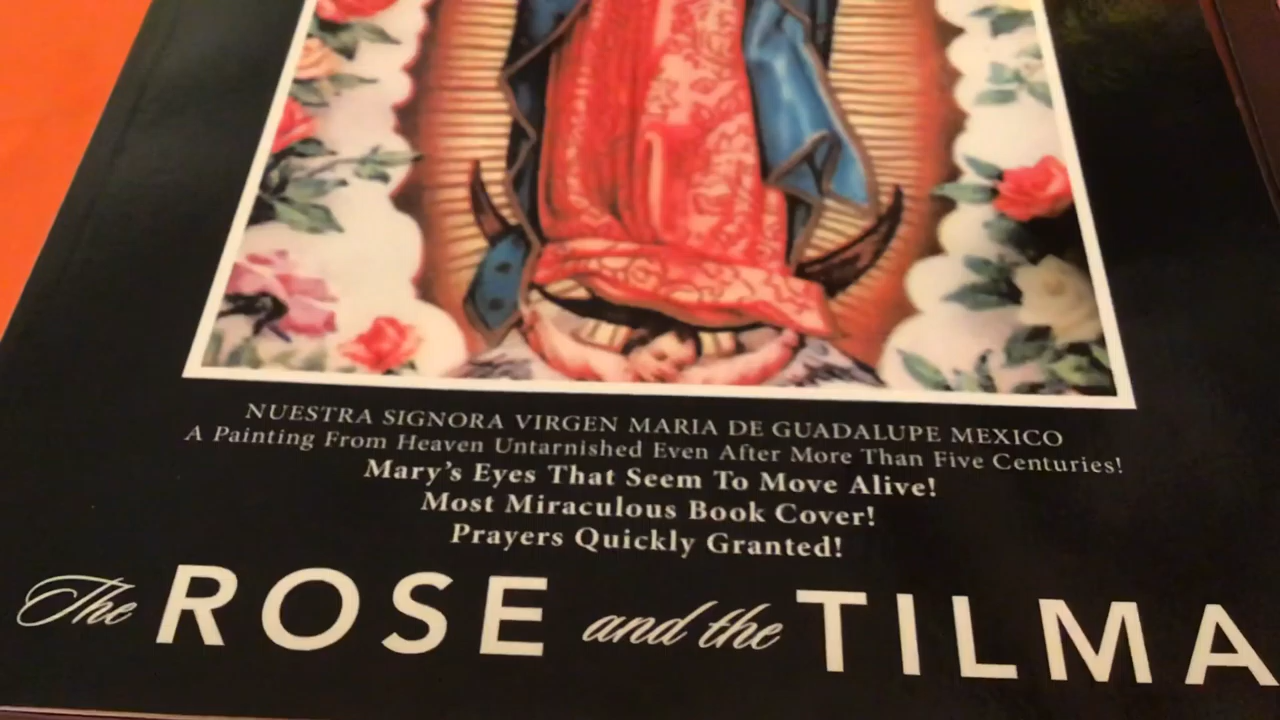 NUESTRA SIGNORA VIRGEN MARIA DE GUADALUPE MEXICO
A Painting From Heaven Untarnished Even After More Than Five Centuries!
Mary's Eyes That Seem To Move Alive!
Most Miraculous Book Cover!
Prayers Quickly Granted!
The ROSE and the TILMA